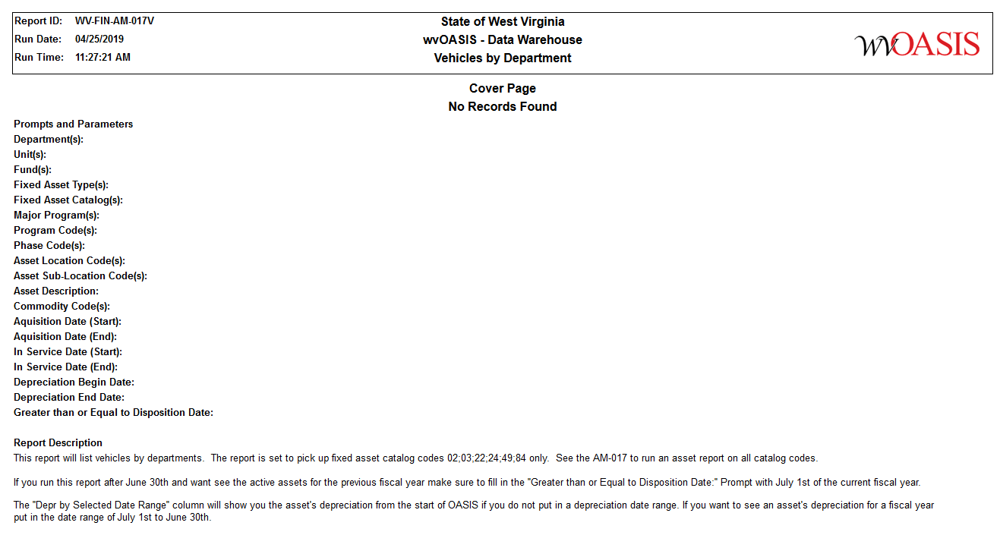 Report ID: WV-FIN-AM-017V
State of West Virginia
Run Date: 04/25/2019
wvOASIS - Data Warehouse
wvOASIS
Run Time: 11:27:21 AM
Vehicles by Department
Cover Page
No Records Found
Prompts and Parameters
Department(s):
Unit(s):
Fund(s):
Fixed Asset Type(s):
Fixed Asset Catalog(s):
Major Program(s):
Program Code(s):
Phase Code(s):
Asset Location Code(s):
Asset Sub-Location Code(s):
Asset Description:
Commodity Code(s):
Aquisition Date (Start):
Aquisition Date (End):
In Service Date (Start):
In Service Date (End):
Depreciation Begin Date:
Depreciation End Date:
Greater than or Equal to Disposition Date:
Report Description
This report will list vehicles by departments.  The report is set to pick up fixed asset catalog codes 02;03;22;24;49;84 only.  See the AM-017 to run an asset report on all catalog codes.
If you run this report after June 30th and want see the active assets for the previous fiscal year make sure to fill in the "Greater than or Equal to Disposition Date:" Prompt with July 1st of the current fiscal year.
The "Depr by Selected Date Range" column will show you the asset's depreciation from the start of OASIS if you do not put in a depreciation date range. If you want to see an asset's depreciation for a fiscal year
put in the date range of July 1st to June 30th.